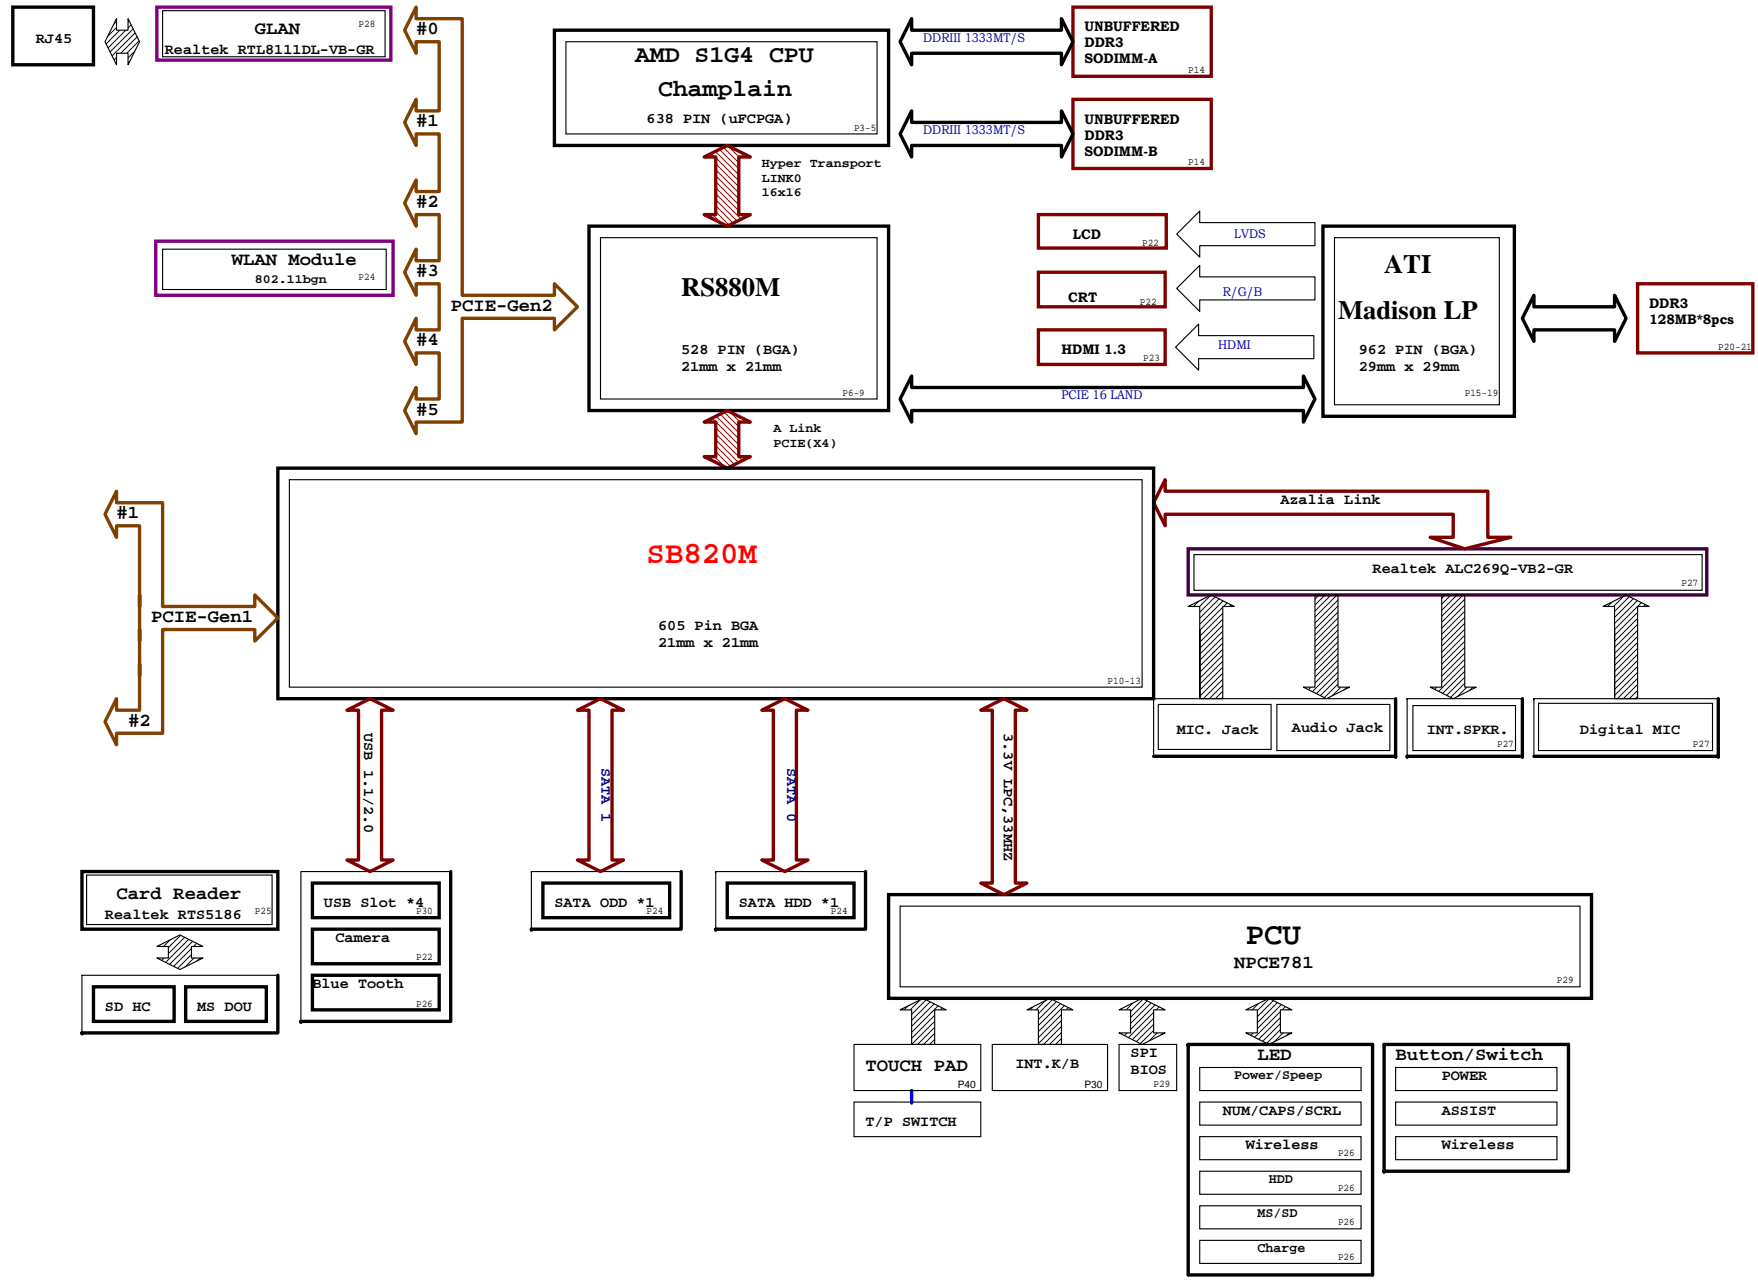 RJ45
P28
GLAN
Realtek RTL8111DL-VB-GR
#0
#1
#2
WLAN Module
802.11bgn
P24
#3
#4
#5
PCIE-Gen2
AMD S1G4 CPU
Champlain
638 PIN (uFCPGA)
P3-5
DDRIII 1333MT/S
UNBUFFERED
DDR3
SODIMM-A
P14
DDRIII 1333MT/S
UNBUFFERED
DDR3
SODIMM-B
P14
Hyper Transport
LINK0
16x16
RS880M
528 PIN (BGA)
21mm x 21mm
P6-9
LCD
P22
LVDS
CRT
P22
R/G/B
HDMI 1.3
P23
HDMI
PCIE 16 LAND
ATI
Madison LP
962 PIN (BGA)
29mm x 29mm
P15-19
DDR3
128MB*8pcs
P20-21
A Link
PCIE(X4)
#1
PCIE-Gen1
#2
SB820M
605 Pin BGA
21mm x 21mm
P10-13
Azalia Link
Realtek ALC269Q-VB2-GR
P27
MIC. Jack
Audio Jack
INT.SPKR.
P27
Digital MIC
P27
USB 1.1/2.0
SATA 1
SATA 0
3.3V LPC,33MHZ
Card Reader
Realtek RTS5186
P25
SD HC
MS DOU
USB Slot *4
P30
Camera
P22
Blue Tooth
P26
SATA ODD *1
P24
SATA HDD *1
P24
PCU
NPCE781
P29
TOUCH PAD
P40
T/P SWITCH
INT.K/B
P30
SPI
BIOS
P29
LED
Power/Speep
NUM/CAPS/SCRL
Wireless
P26
HDD
P26
MS/SD
P26
Charge
P26
Button/Switch
POWER
ASSIST
Wireless